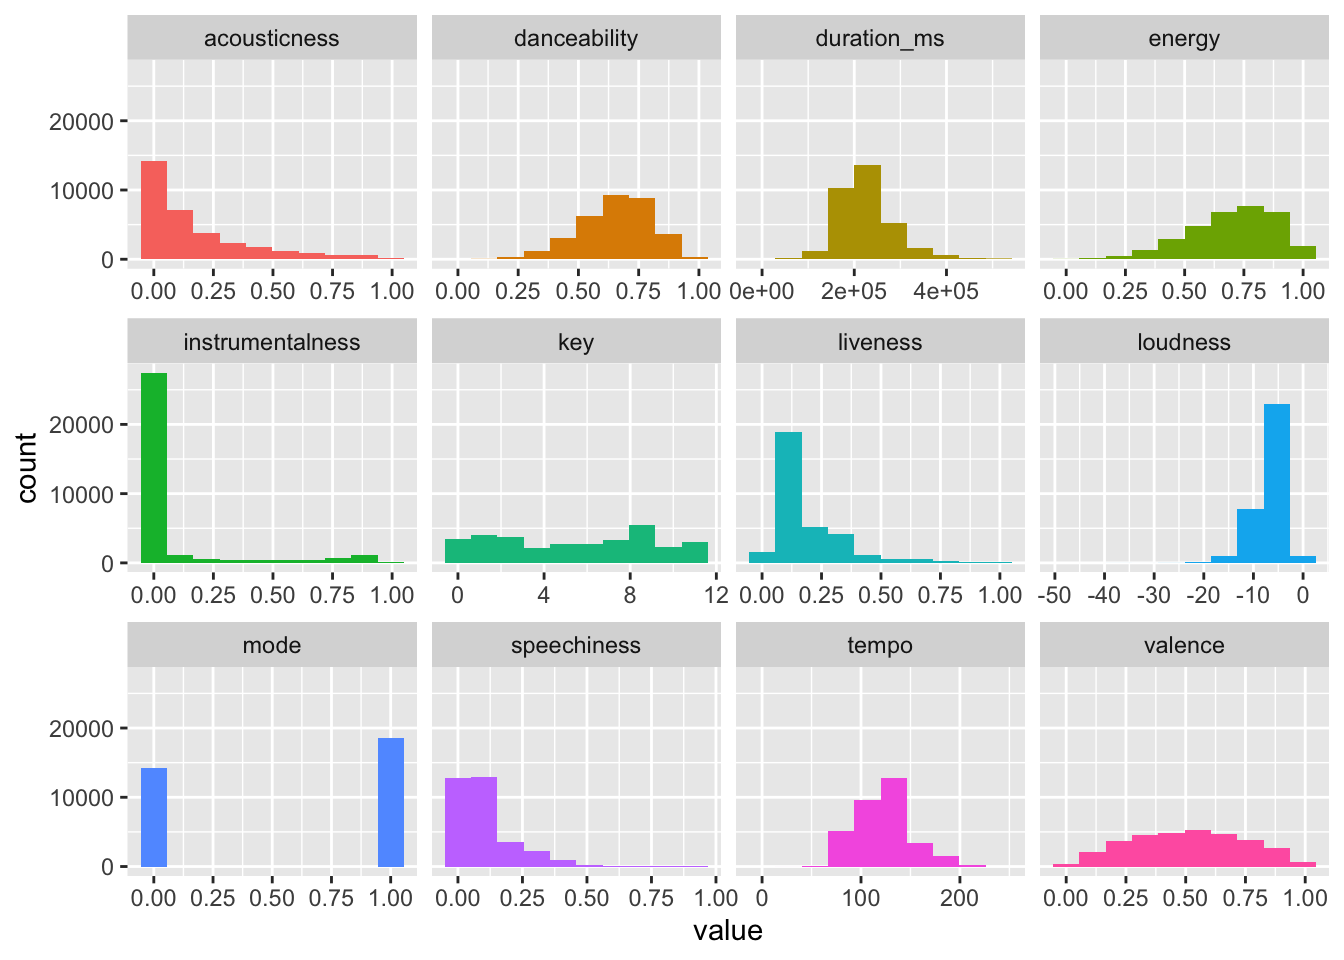 acousticness danceability duration_ms energy
20000
10000
0
0.00 0.25 0.50 0.75 1.00 0.00 0.25 0.50 0.75 1.00 0e+00 2e+05 4e+05 0.00 0.25 0.50 0.75 1.00
instrumentalness key liveness loudness
20000
10000
0
0.00 0.25 0.50 0.75 1.00 0 4 8 12 0.00 0.25 0.50 0.75 1.00 -50 -40 -30 -20 -10 0
count
mode speechiness tempo valence
20000
10000
0
0.00 0.25 0.50 0.75 1.00 0.00 0.25 0.50 0.75 1.00 0 100 200 0.00 0.25 0.50 0.75 1.00
value